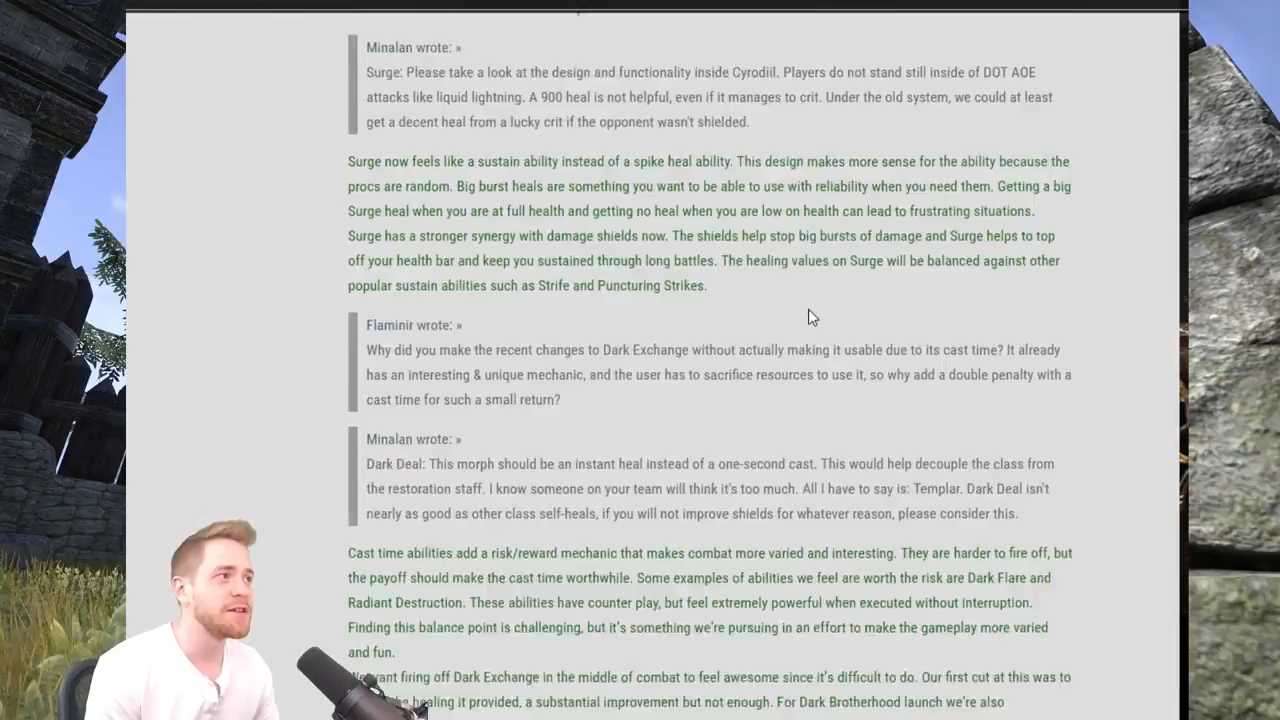 Minalan wrote: »
Surge: Please take a look at the design and functionality inside Cyrodiil. Players do not stand still inside of DOT AOE
attacks like liquid lightning. A 900 heal is not helpful, even if it manages to crit. Under the old system, we could at least
get a decent heal from a lucky crit if the opponent wasn't shielded.
Surge now feels like a sustain ability instead of a spike heal ability. This design makes more sense for the ability because the
procs are random. Big burst heals are something you want to be able to use with reliability when you need them. Getting a big
Surge heal when you are at full health and getting no heal when you are low on health can lead to frustrating situations.
Surge has a stronger synergy with damage shields now. The shields help stop big bursts of damage and Surge helps to top
off your health bar and keep you sustained through long battles. The healing values on Surge will be balanced against other
popular sustain abilities such as Strife and Puncturing Strikes.
Flaminir wrote: »
Why did you make the recent changes to Dark Exchange without actually making it usable due to its cast time? It already
has an interesting & unique mechanic, and the user has to sacrifice resources to use it, so why add a double penalty with a
cast time for such a small return?
Minalan wrote: »
Dark Deal: This morph should be an instant heal instead of a one-second cast. This would help decouple the class from
the restoration staff. I know someone on your team will think it's too much. All I have to say is: Templar. Dark Deal isn't
nearly as good as other class self-heals, if you will not improve shields for whatever reason, please consider this.
Cast time abilities add a risk/reward mechanic that makes combat more varied and interesting. They are harder to fire off, but
the payoff should make the cast time worthwhile. Some examples of abilities we feel are worth the risk are Dark Flare and
Radiant Destruction. These abilities have counter play, but feel extremely powerful when executed without interruption.
Finding this balance point is challenging, but it's something we're pursuing in an effort to make the gameplay more varied
and fun.
want firing off Dark Exchange in the middle of combat to feel awesome since it's difficult to do. Our first cut at this was to
healing it provided, a substantial improvement but not enough. For Dark Brotherhood launch we're also